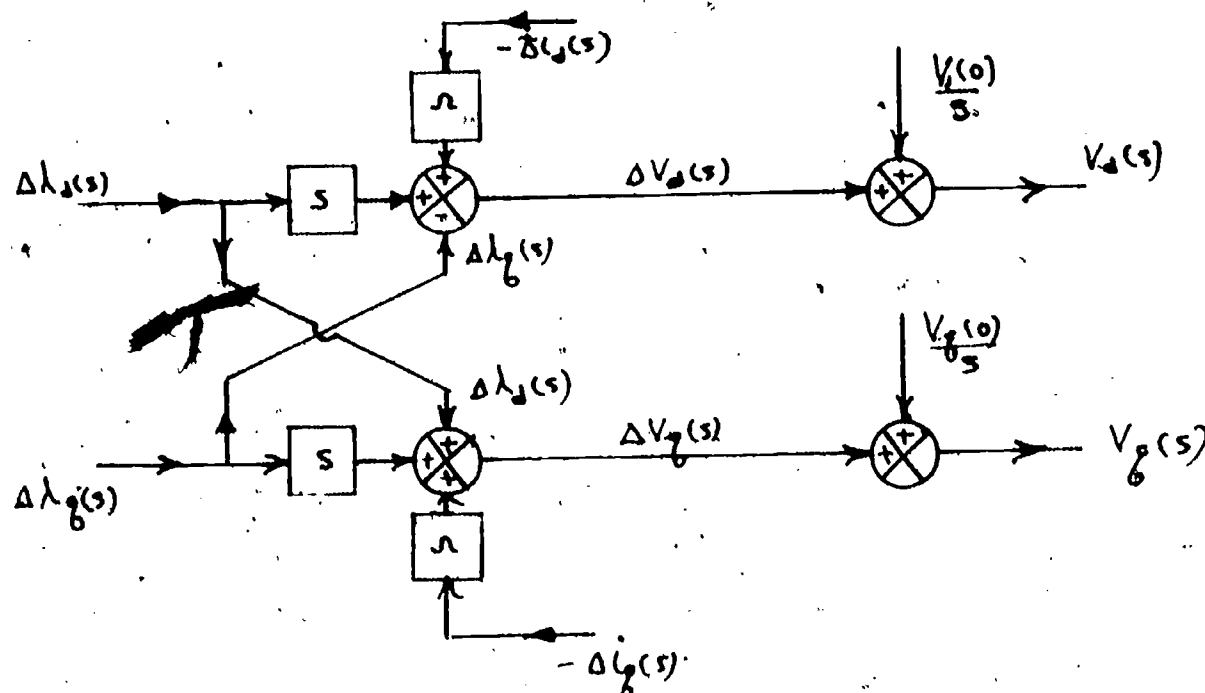 - Δi_d(s)
r
V_d(0)
s
Δλ_d(s)
s
ΔV_d(s)
V_d(s)
Δλ_q(s)
V_q(0)
s
Δλ_d(s)
Δλ_q(s)
s
ΔV_q(s)
V_q(s)
r
- Δi_q(s)